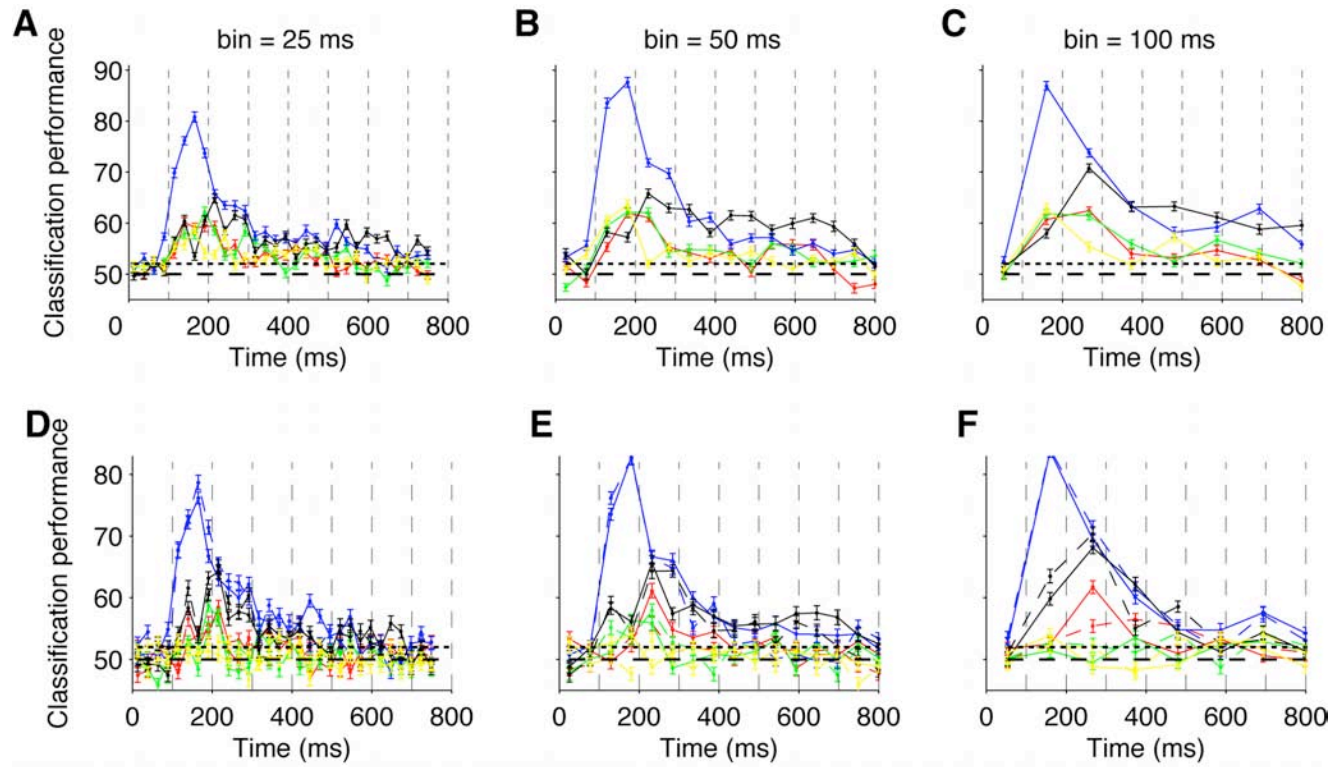 A
B
C
bin = 25 ms
bin = 50 ms
bin = 100 ms
Classification performance
90
80
70
60
50
0 200 400 600 800
0 200 400 600 800
0 200 400 600 800
Time (ms)
Time (ms)
Time (ms)
D
E
F
Classification performance
80
70
60
50
0 200 400 600 800
0 200 400 600 800
0 200 400 600 800
Time (ms)
Time (ms)
Time (ms)